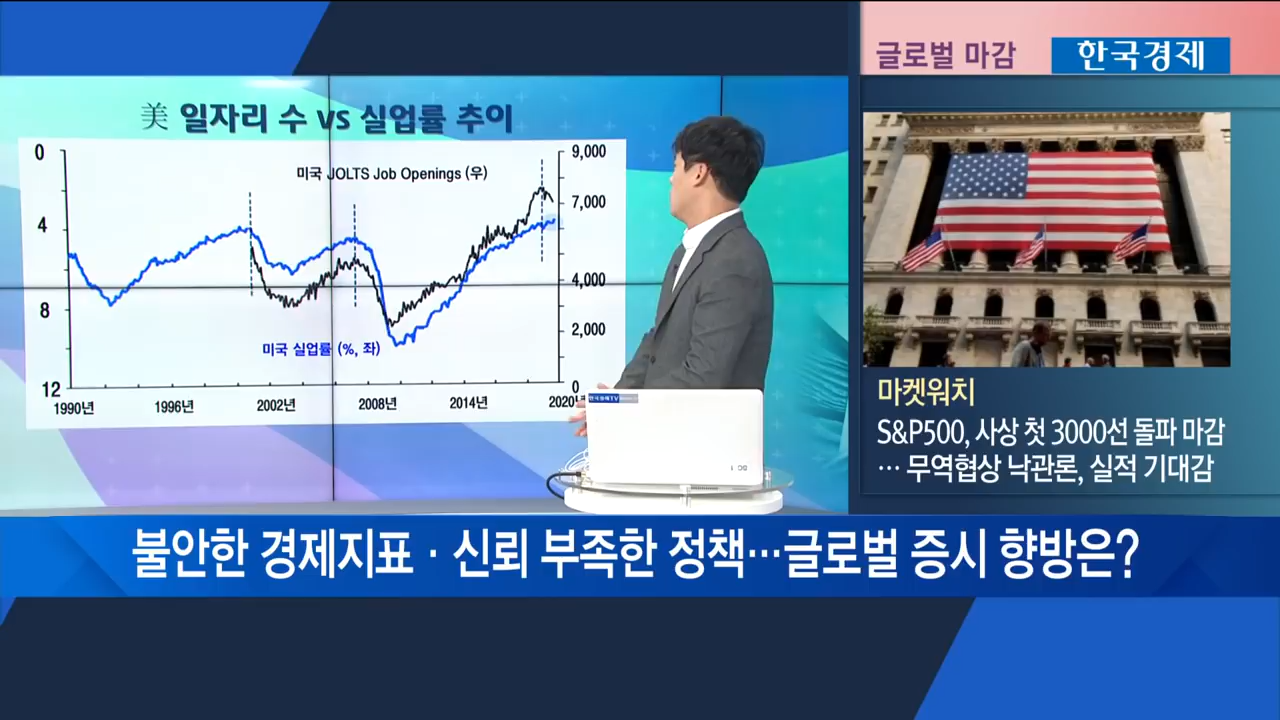 글로벌 마감
한국경제
美 일자리 수 vs 실업률 추이
미국 JOLTS Job Openings (우)
미국 실업률 (%, 좌)
0
4
8
12
9,000
7,000
4,000
2,000
0
1990년
1996년
2002년
2008년
2014년
2020년
한국경제TV
마켓워치
S&P500, 사상 첫 3000선 돌파 마감
… 무역협상 낙관론, 실적 기대감
불안한 경제지표 · 신뢰 부족한 정책…글로벌 증시 향방은?